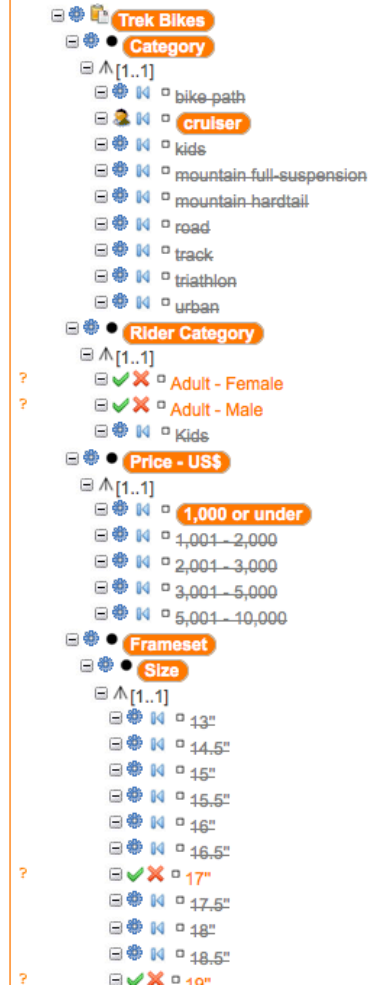 Trek Bikes
Category
[1..1]
bike path
cruiser
kids
mountain full-suspension
mountain hardtail
road
track
triathlon
urban
Rider Category
[1..1]
? Adult - Female
? Adult - Male
Kids
Price - US$
[1..1]
1,000 or under
1,001 - 2,000
2,001 - 3,000
3,001 - 5,000
5,001 - 10,000
Frameset
Size
[1..1]
13"
14.5"
15"
15.5"
16"
16.5"
? 17"
17.5"
18"
18.5"
? 19"